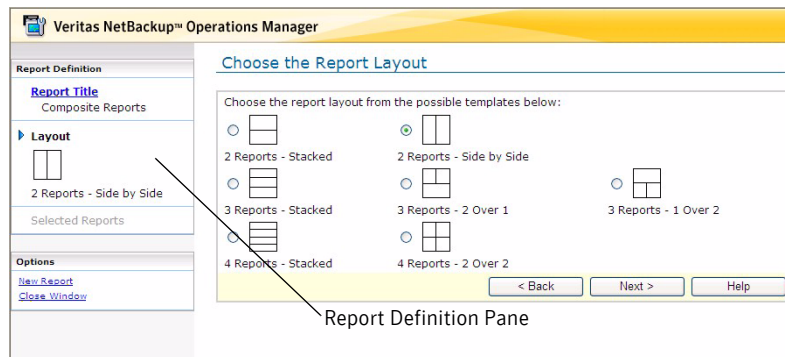 Veritas NetBackup™ Operations Manager
Report Definition
Report Title
Composite Reports
Layout
2 Reports - Side by Side
Selected Reports
Options
New Report
Close Window
Choose the Report Layout
Choose the report layout from the possible templates below:
2 Reports - Stacked
2 Reports - Side by Side
3 Reports - Stacked
3 Reports - 2 Over 1
3 Reports - 1 Over 2
4 Reports - Stacked
4 Reports - 2 Over 2
< Back
Next >
Help
Report Definition Pane